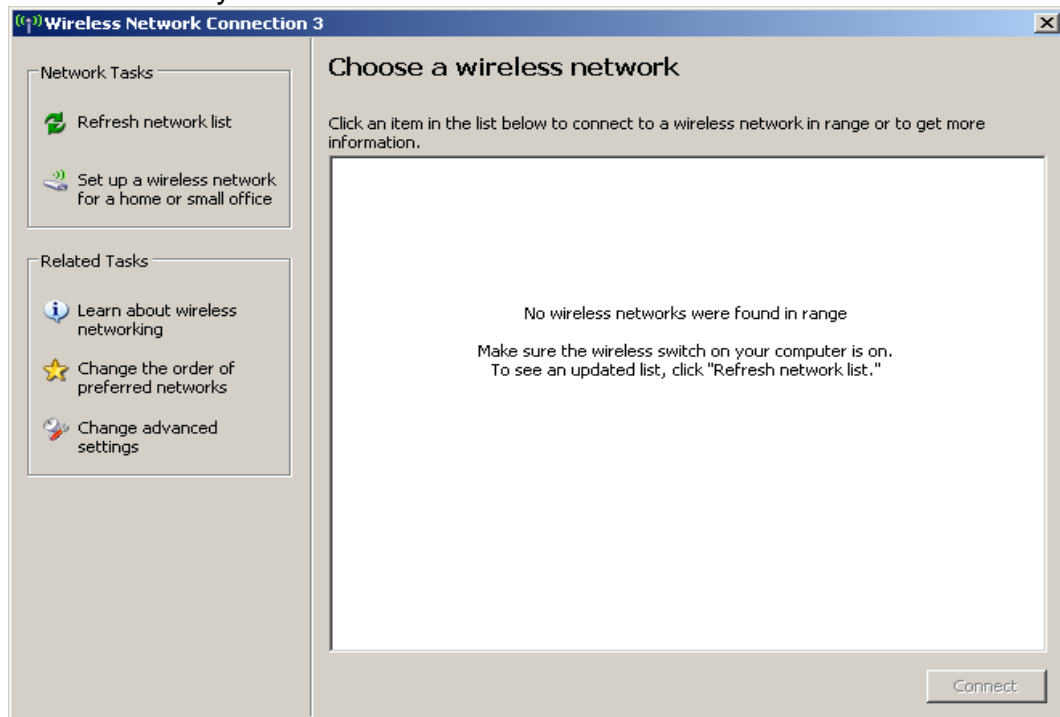 Wireless Network Connection 3
Network Tasks
Refresh network list
Set up a wireless network
for a home or small office
Related Tasks
Learn about wireless
networking
Change the order of
preferred networks
Change advanced
settings
Choose a wireless network
Click an item in the list below to connect to a wireless network in range or to get more
information.
No wireless networks were found in range
Make sure the wireless switch on your computer is on.
To see an updated list, click "Refresh network list."
Connect